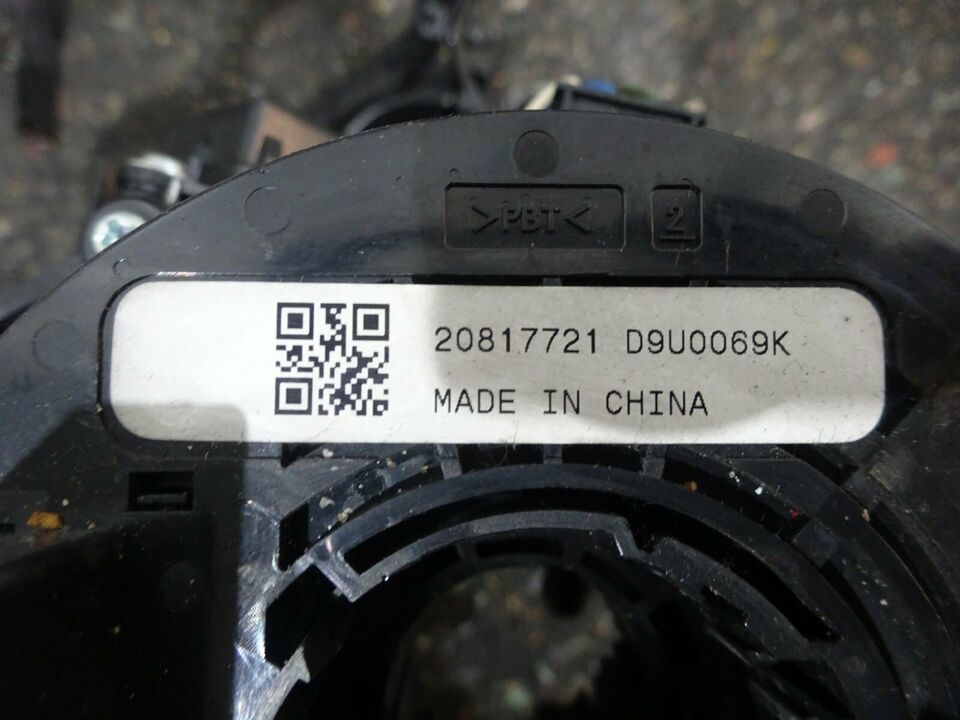 >PBT< 2
20817721 D9U0069K
MADE IN CHINA